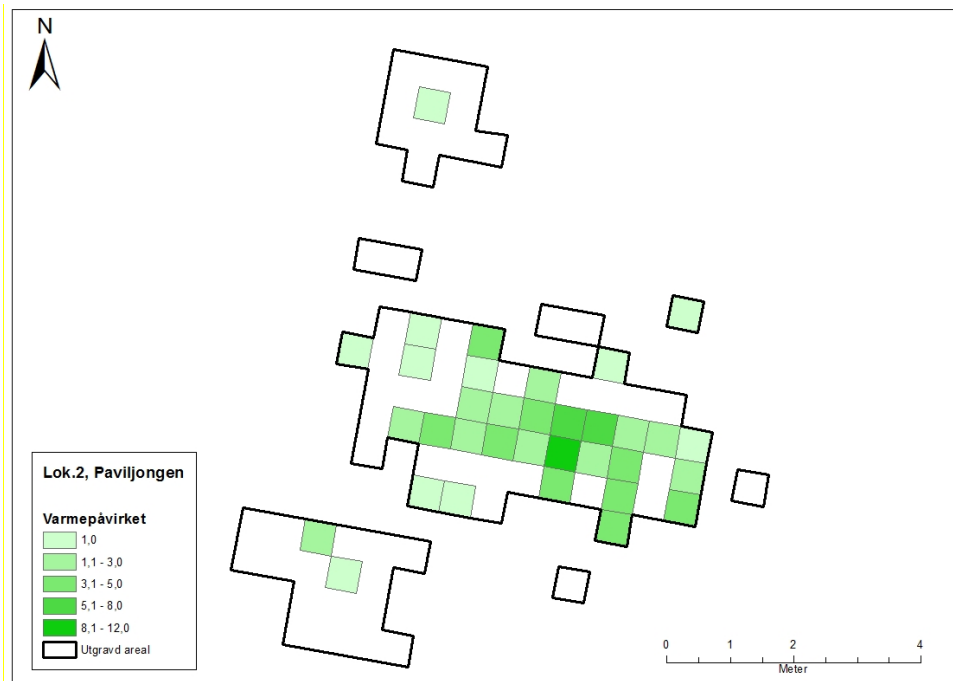 N
Lok.2, Paviljongen
Varmepåvirket
1,0
1,1 - 3,0
3,1 - 5,0
5,1 - 8,0
8,1 - 12,0
Utgravd areal
0 1 2 4
Meter